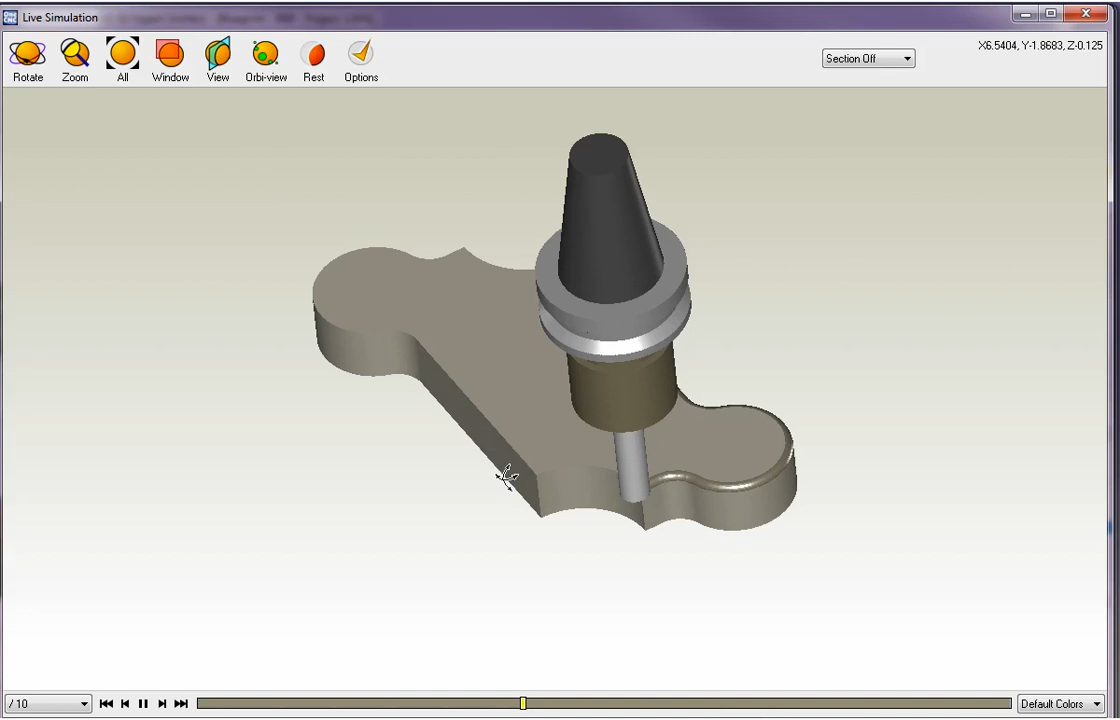 Live Simulation
X6.5404, Y-1.8683, Z-0.125
Section Off
Rotate Zoom All Window View Orbi-view Rest Options
/ 10
Default Colors